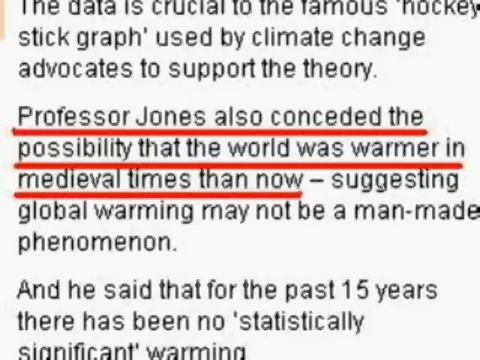 The data is crucial to the famous 'hockey
stick graph' used by climate change
advocates to support the theory.
Professor Jones also conceded the
possibility that the world was warmer in
medieval times than now – suggesting
global warming may not be a man-made
phenomenon.
And he said that for the past 15 years
there has been no 'statistically
significant' warming